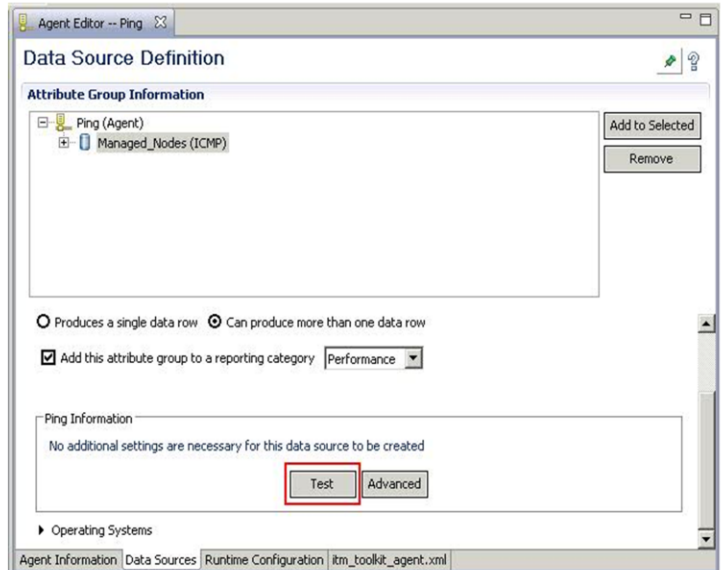 Agent Editor -- Ping
Data Source Definition
Attribute Group Information
Ping (Agent)
Managed_Nodes (ICMP)
Add to Selected
Remove
Produces a single data row Can produce more than one data row
Add this attribute group to a reporting category Performance
Ping Information
No additional settings are necessary for this data source to be created
Test Advanced
Operating Systems
Agent Information Data Sources Runtime Configuration itm_toolkit_agent.xml